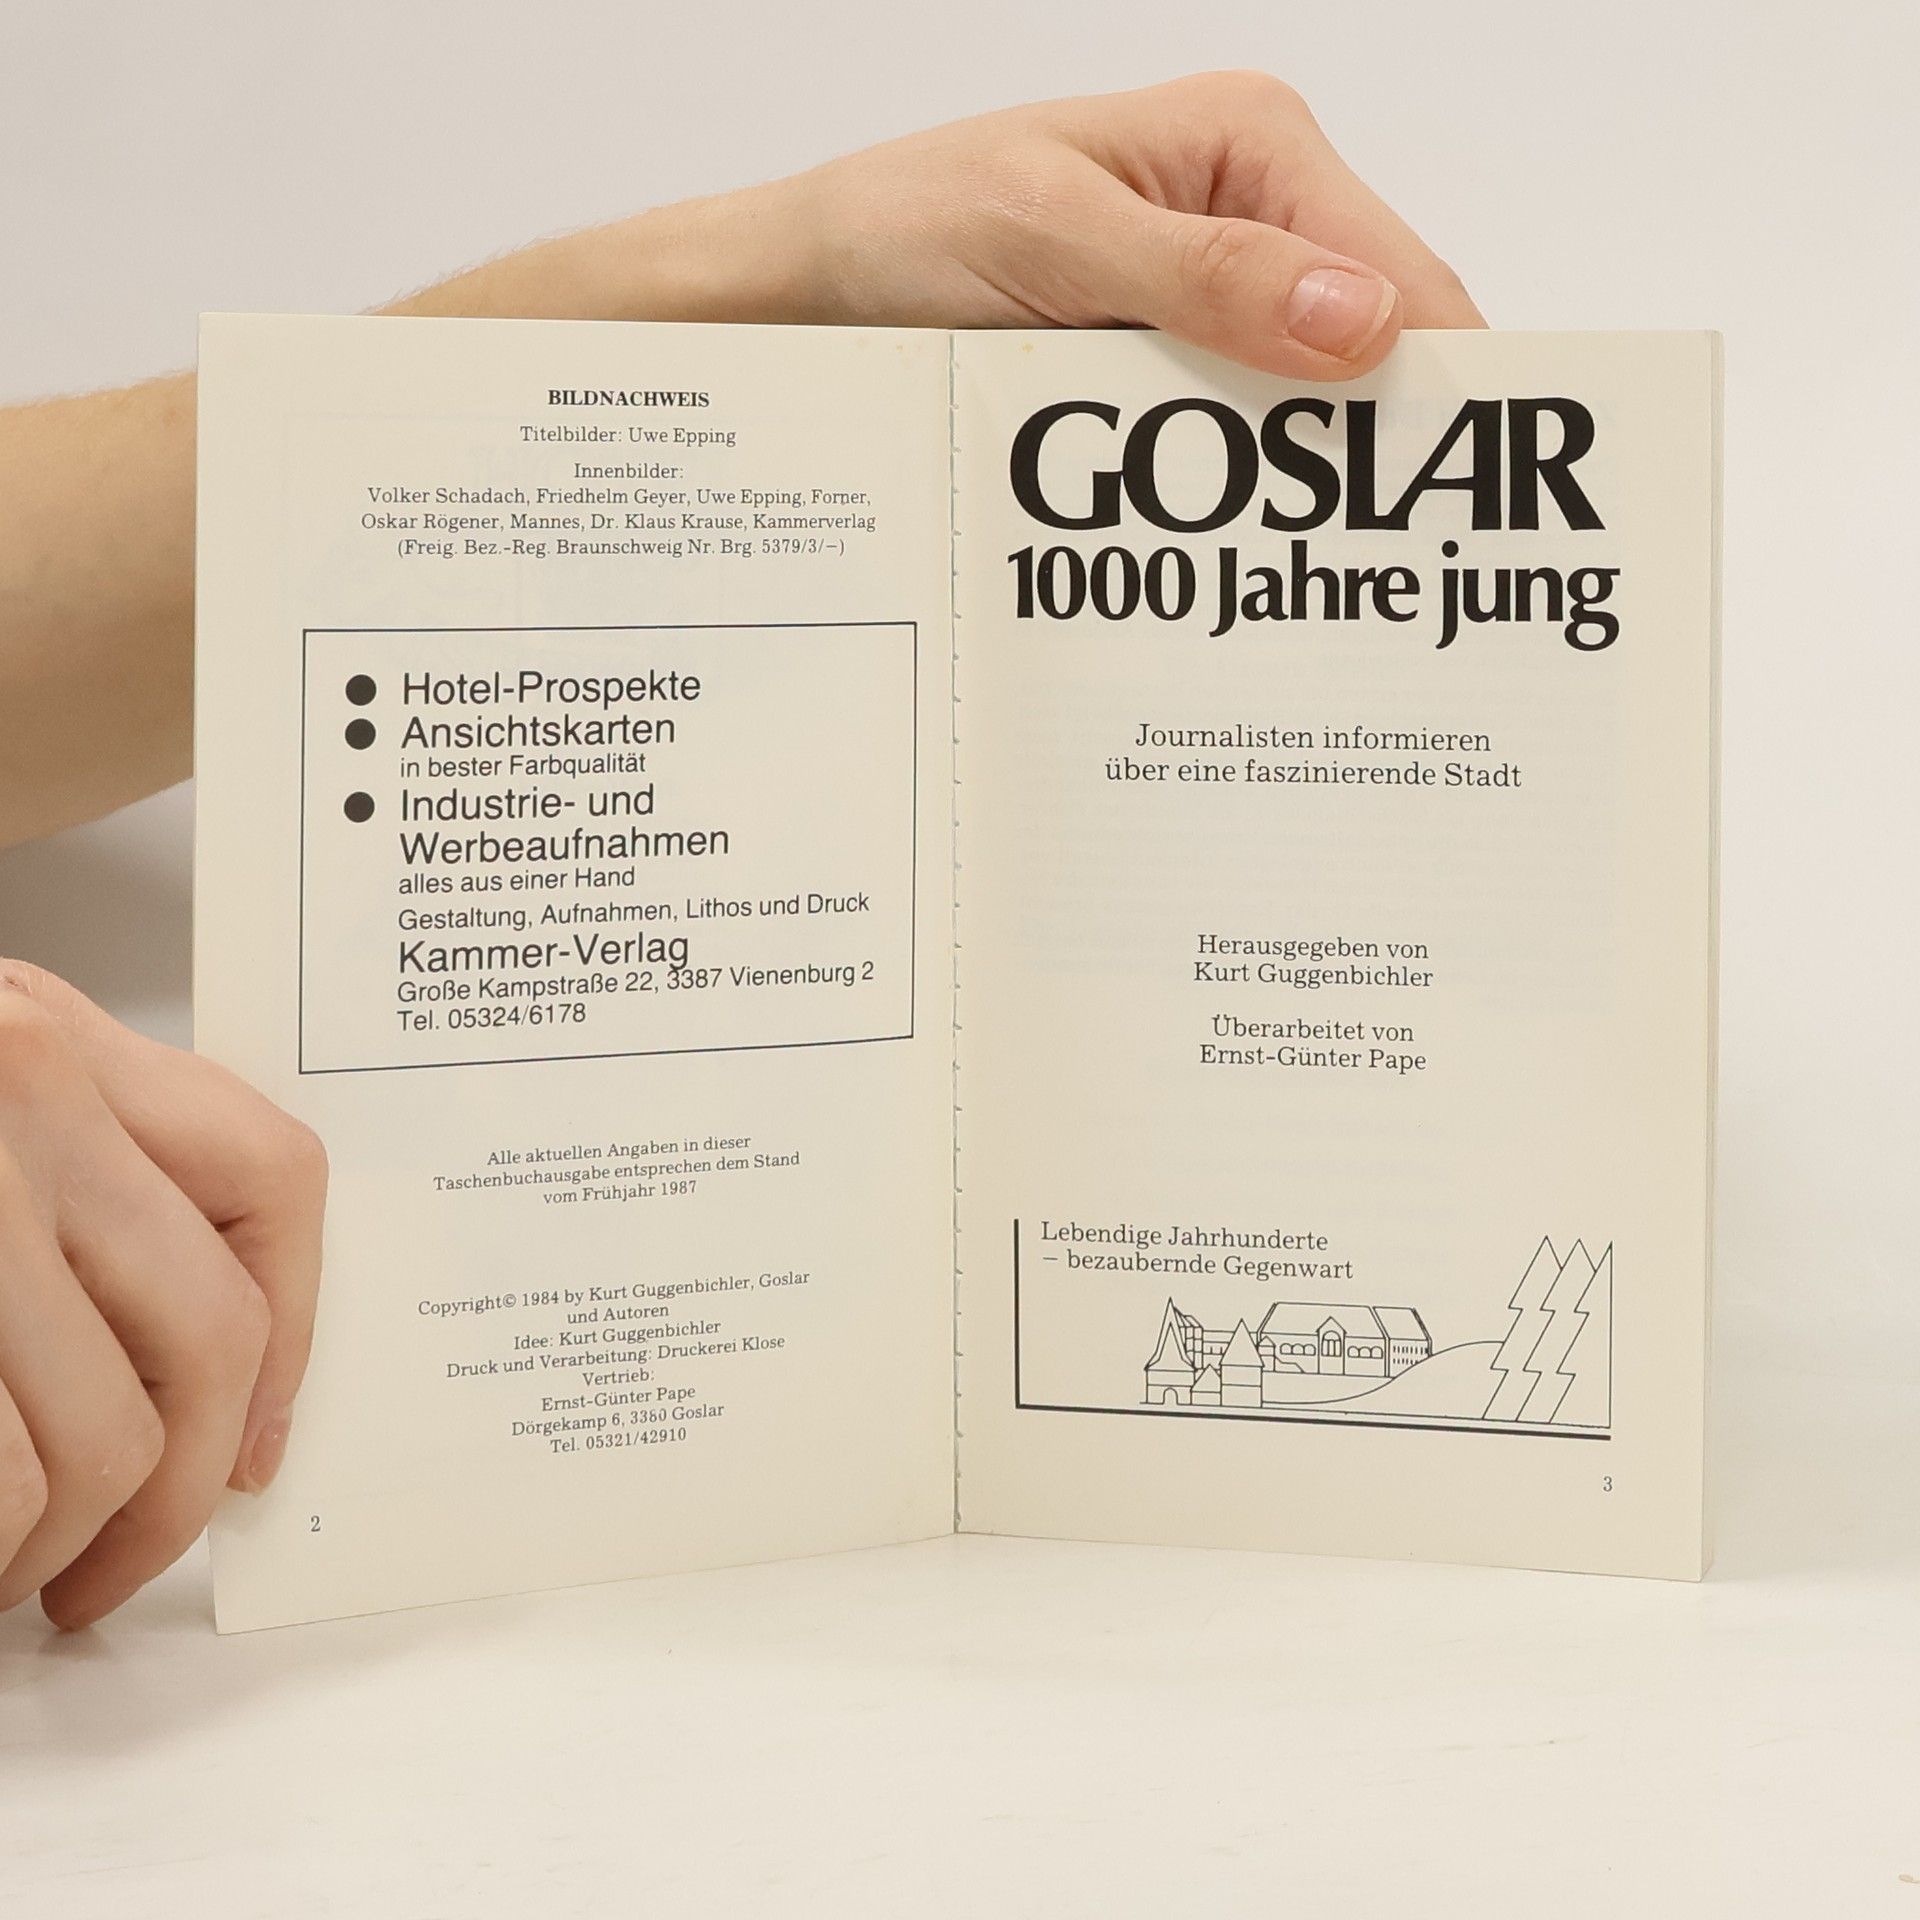 BILDNACHWEIS
Titelbilder: Uwe Epping
Innenbilder:
Volker Schadach, Friedhelm Geyer, Uwe Epping, Forner,
Oskar Rögener, Mannes, Dr. Klaus Krause, Kammerverlag
(Freig. Bez.-Reg. Braunschweig Nr. Brg. 5379/3/–)
● Hotel-Prospekte
● Ansichtskarten
in bester Farbqualität
● Industrie- und
Werbeaufnahmen
alles aus einer Hand
Gestaltung, Aufnahmen, Lithos und Druck
Kammer-Verlag
Große Kampstraße 22, 3387 Vienenburg 2
Tel. 05324/6178
Alle aktuellen Angaben in dieser
Taschenbuchausgabe entsprechen dem Stand
vom Frühjahr 1987
Copyright© 1984 by Kurt Guggenbichler, Goslar
und Autoren
Idee: Kurt Guggenbichler
Druck und Verarbeitung: Druckerei Klose
Vertrieb:
Ernst-Günter Pape
Dörgekamp 6, 3380 Goslar
Tel. 05321/42910
2
GOSLAR
1000 Jahre jung
Journalisten informieren
über eine faszinierende Stadt
Herausgegeben von
Kurt Guggenbichler
Überarbeitet von
Ernst-Günter Pape
Lebendige Jahrhunderte
– bezaubernde Gegenwart
3